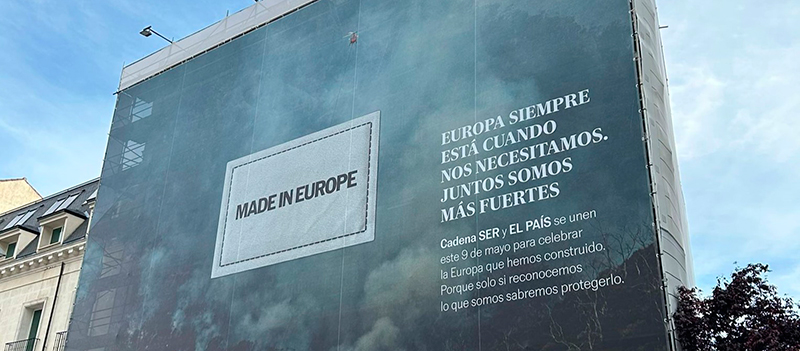 MADE IN EUROPE
EUROPA SIEMPRE
ESTÁ CUANDO
NOS NECESITAMOS.
JUNTOS SOMOS
MÁS FUERTES
Cadena SER y EL PAÍS se unen
este 9 de mayo para celebrar
la Europa que hemos construido.
Porque solo si reconocemos
lo que somos sabremos protegerlo.